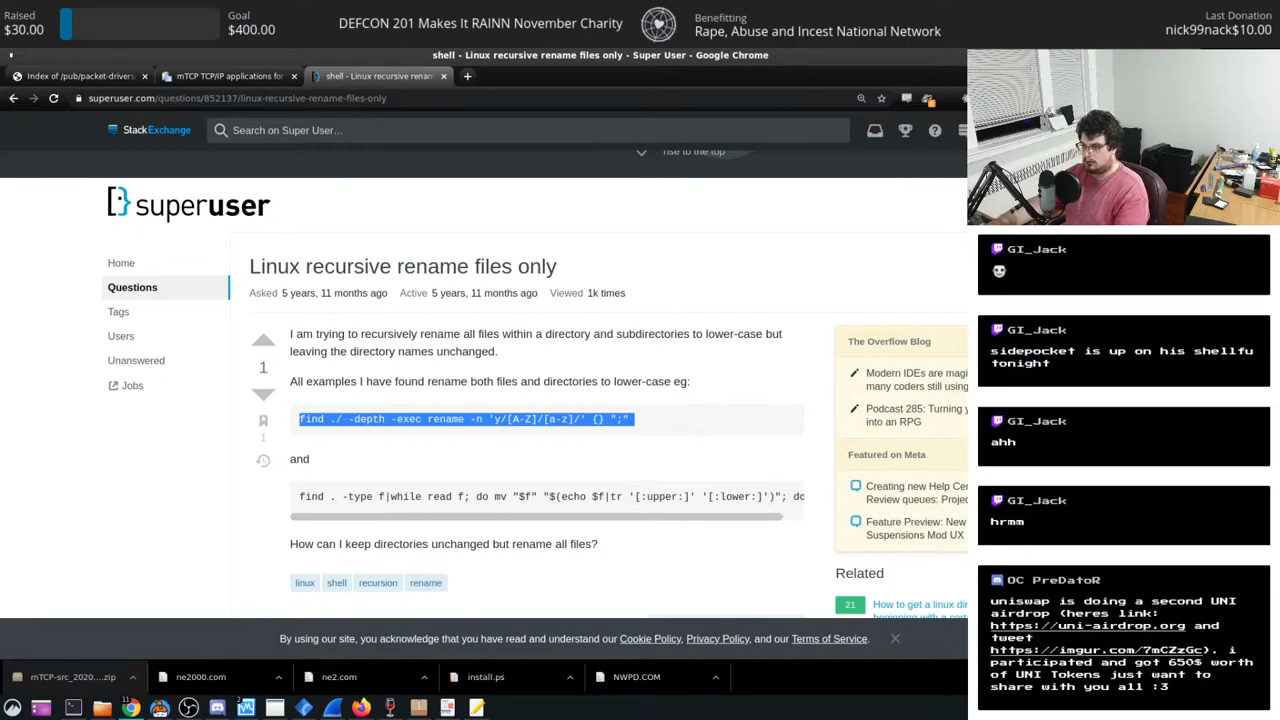 Raised
$30.00
Goal
$400.00
DEFCON 201 Makes It RAINN November Charity
Benefitting
Rape, Abuse and Incest National Network
Last Donation
nick99nack$10.00
shell - Linux recursive rename files only - Super User - Google Chrome
Index of /pub/packet-drivers
mTCP TCP/IP applications fo
shell - Linux recursive renam
superuser.com/questions/852137/linux-recursive-rename-files-only
StackExchange
Search on Super User…
rise to the top
superuser
Home
Questions
Tags
Users
Unanswered
Jobs
Linux recursive rename files only
Asked 5 years, 11 months ago Active 5 years, 11 months ago Viewed 1k times
1
1
I am trying to recursively rename all files within a directory and subdirectories to lower-case but
leaving the directory names unchanged.
All examples I have found rename both files and directories to lower-case eg:
find ./ -depth -exec rename -n 'y/[A-Z]/[a-z]/' {} ";"
and
find . -type f|while read f; do mv "$f" "$(echo $f|tr '[:upper:]' '[:lower:]')"; do
How can I keep directories unchanged but rename all files?
linux shell recursion rename
The Overflow Blog
Modern IDEs are magi
many coders still using
Podcast 285: Turning y
into an RPG
Featured on Meta
Creating new Help Cen
Review queues: Projec
Feature Preview: New
Suspensions Mod UX
Related
21
How to get a linux dir
By using our site, you acknowledge that you have read and understand our Cookie Policy, Privacy Policy, and our Terms of Service.
mTCP-src_2020....zip
ne2000.com
ne2.com
install.ps
NWPD.COM
11
GI_Jack
GI_Jack
sidepocket is up on his shellfu
tonight
GI_Jack
ahh
GI_Jack
hrmm
OC PreDatoR
uniswap is doing a second UNI
airdrop (heres link:
https://uni-airdrop.org and
tweet
https://imgur.com/7mCZzGc). i
participated and got 650$ worth
of UNI Tokens just want to
share with you all :3